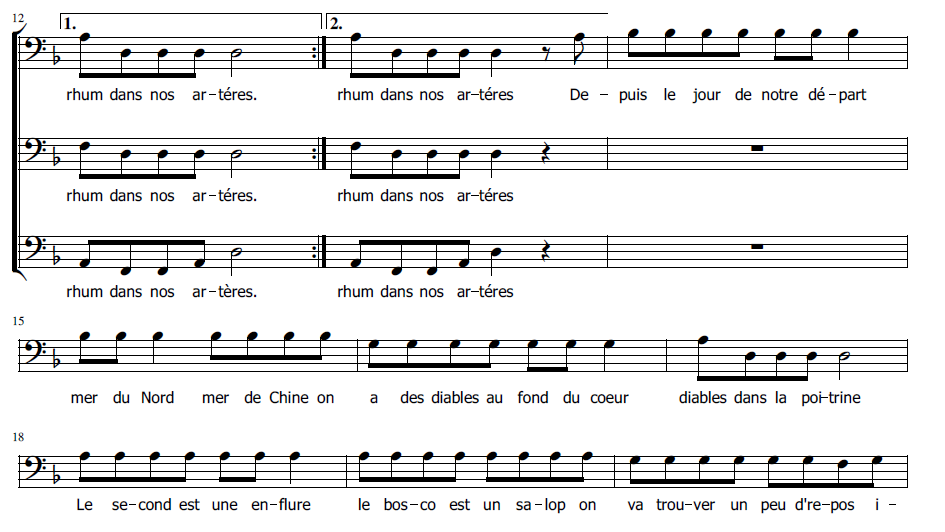 12
1. 2.
rhum dans nos ar-téres. rhum dans nos ar-téres De- puis le jour de notre dé-part
rhum dans nos ar-téres. rhum dans nos ar-téres
rhum dans nos ar-tères. rhum dans nos ar-téres
15
mer du Nord mer de Chine on a des diables au fond du coeur diables dans la poi-trine
18
Le se-cond est une en-flure le bos-co est un sa-lop on va trou-ver un peu d're-pos i-